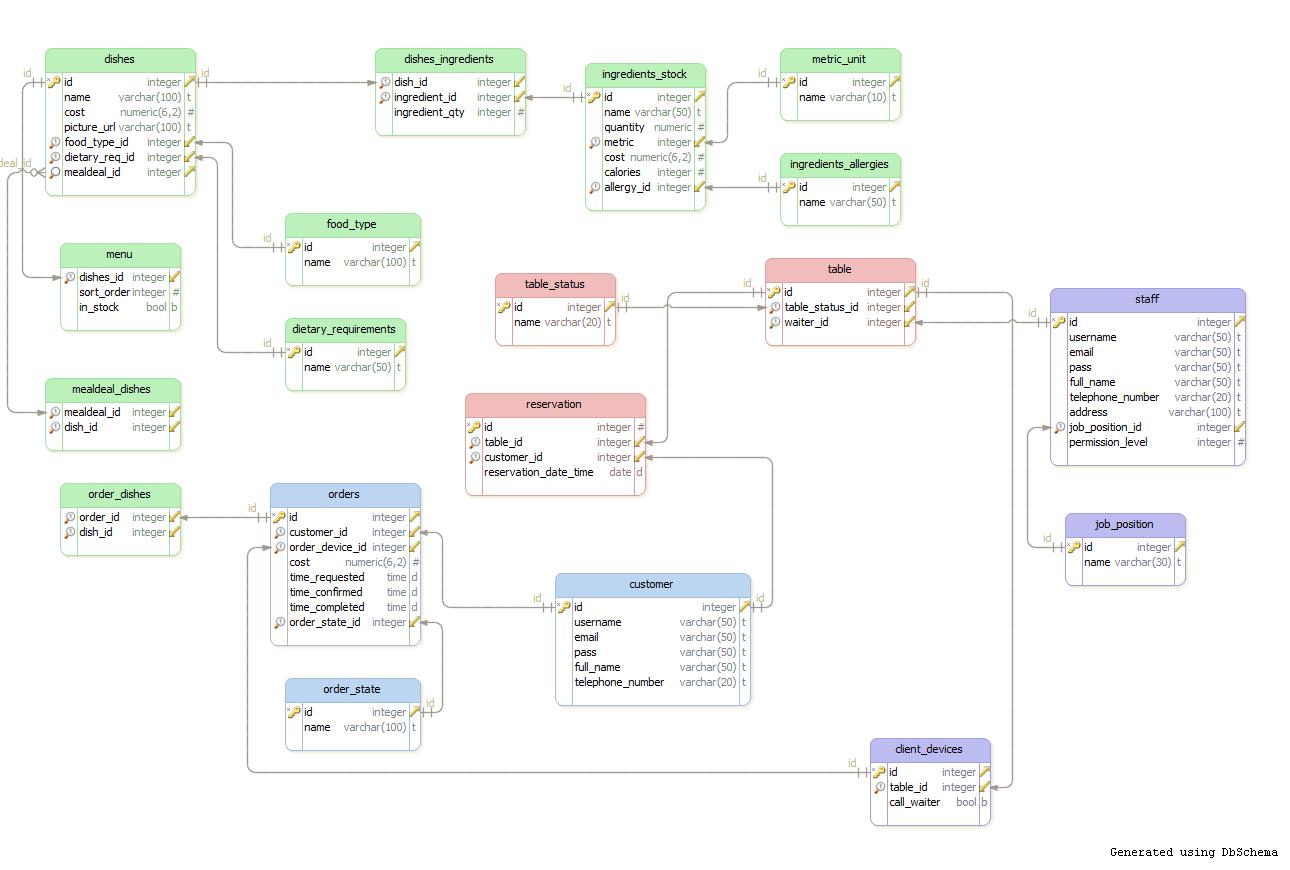 dishes
id integer
name varchar(100) t
cost numeric(6,2) #
picture_url varchar(100) t
food_type_id integer
dietary_req_id integer
mealdeal_id integer
id
id
deal_id
dishes_ingredients
dish_id integer
ingredient_id integer
ingredient_qty integer #
id
ingredients_stock
id integer
name varchar(50) t
quantity numeric #
metric integer
cost numeric(6,2) #
calories integer #
allergy_id integer
metric_unit
id integer
name varchar(10) t
id
ingredients_allergies
id integer
name varchar(50) t
id
food_type
id integer
name varchar(100) t
id
menu
dishes_id integer
sort_order integer #
in_stock bool b
dietary_requirements
id integer
name varchar(50) t
id
mealdeal_dishes
mealdeal_id integer
dish_id integer
table_status
id integer
name varchar(20) t
id
table
id integer
table_status_id integer
waiter_id integer
id
id
staff
id integer
username varchar(50) t
email varchar(50) t
pass varchar(50) t
full_name varchar(50) t
telephone_number varchar(20) t
address varchar(100) t
job_position_id integer
permission_level integer #
id
reservation
id integer #
table_id integer
customer_id integer
reservation_date_time date d
order_dishes
order_id integer
dish_id integer
id
orders
id integer
customer_id integer
order_device_id integer
cost numeric(6,2) #
time_requested time d
time_confirmed time d
time_completed time d
order_state_id integer
job_position
id integer
name varchar(30) t
id
customer
id integer
username varchar(50) t
email varchar(50) t
pass varchar(50) t
full_name varchar(50) t
telephone_number varchar(20) t
id
id
order_state
id integer
name varchar(100) t
id
client_devices
id integer
table_id integer
call_waiter bool b
id
Generated using DbSchema